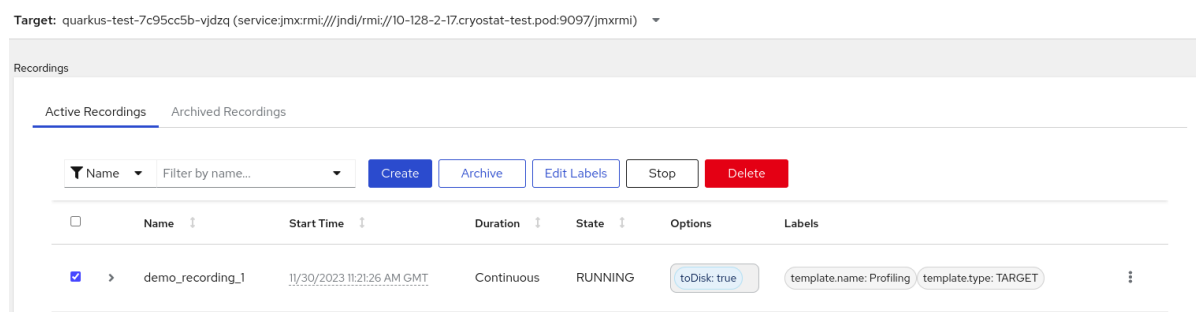 Target: quarkus-test-7c95cc5b-vjdzq (service:jmx:rmi:///jndi/rmi://10-128-2-17.cryostat-test.pod:9097/jmxrmi)
Recordings
Active Recordings Archived Recordings
Name Filter by name... Create Archive Edit Labels Stop Delete
Name Start Time Duration State Options Labels
demo_recording_1 11/30/2023 11:21:26 AM GMT Continuous RUNNING toDisk: true template.name: Profiling template.type: TARGET